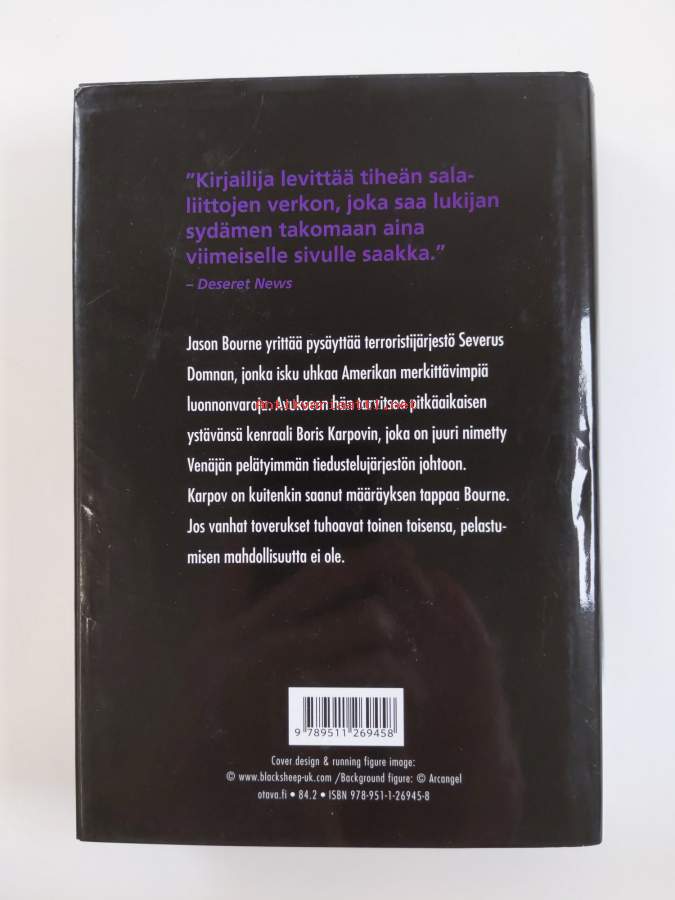 ”Kirjailija levittää tiheän sala-
liittojen verkon, joka saa lukijan
sydämen takomaan aina
viimeiselle sivulle saakka.”
– Deseret News
Jason Bourne yrittää pysäyttää terroristijärjestö Severus
Domnan, jonka isku uhkaa Amerikan merkittävimpiä
luonnonvaroja. Avukseen hän tarvitsee pitkäaikaisen
ystävänsä kenraali Boris Karpovin, joka on juuri nimetty
Venäjän pelätyimmän tiedustelujärjestön johtoon.
Karpov on kuitenkin saanut määräyksen tappaa Bourne.
Jos vanhat toverukset tuhoavat toinen toisensa, pelastu-
misen mahdollisuutta ei ole.
9 789511 269458
Cover design & running figure image:
© www.blacksheep-uk.com /Background figure: © Arcangel
otava.fi • 84.2 • ISBN 978-951-1-26945-8